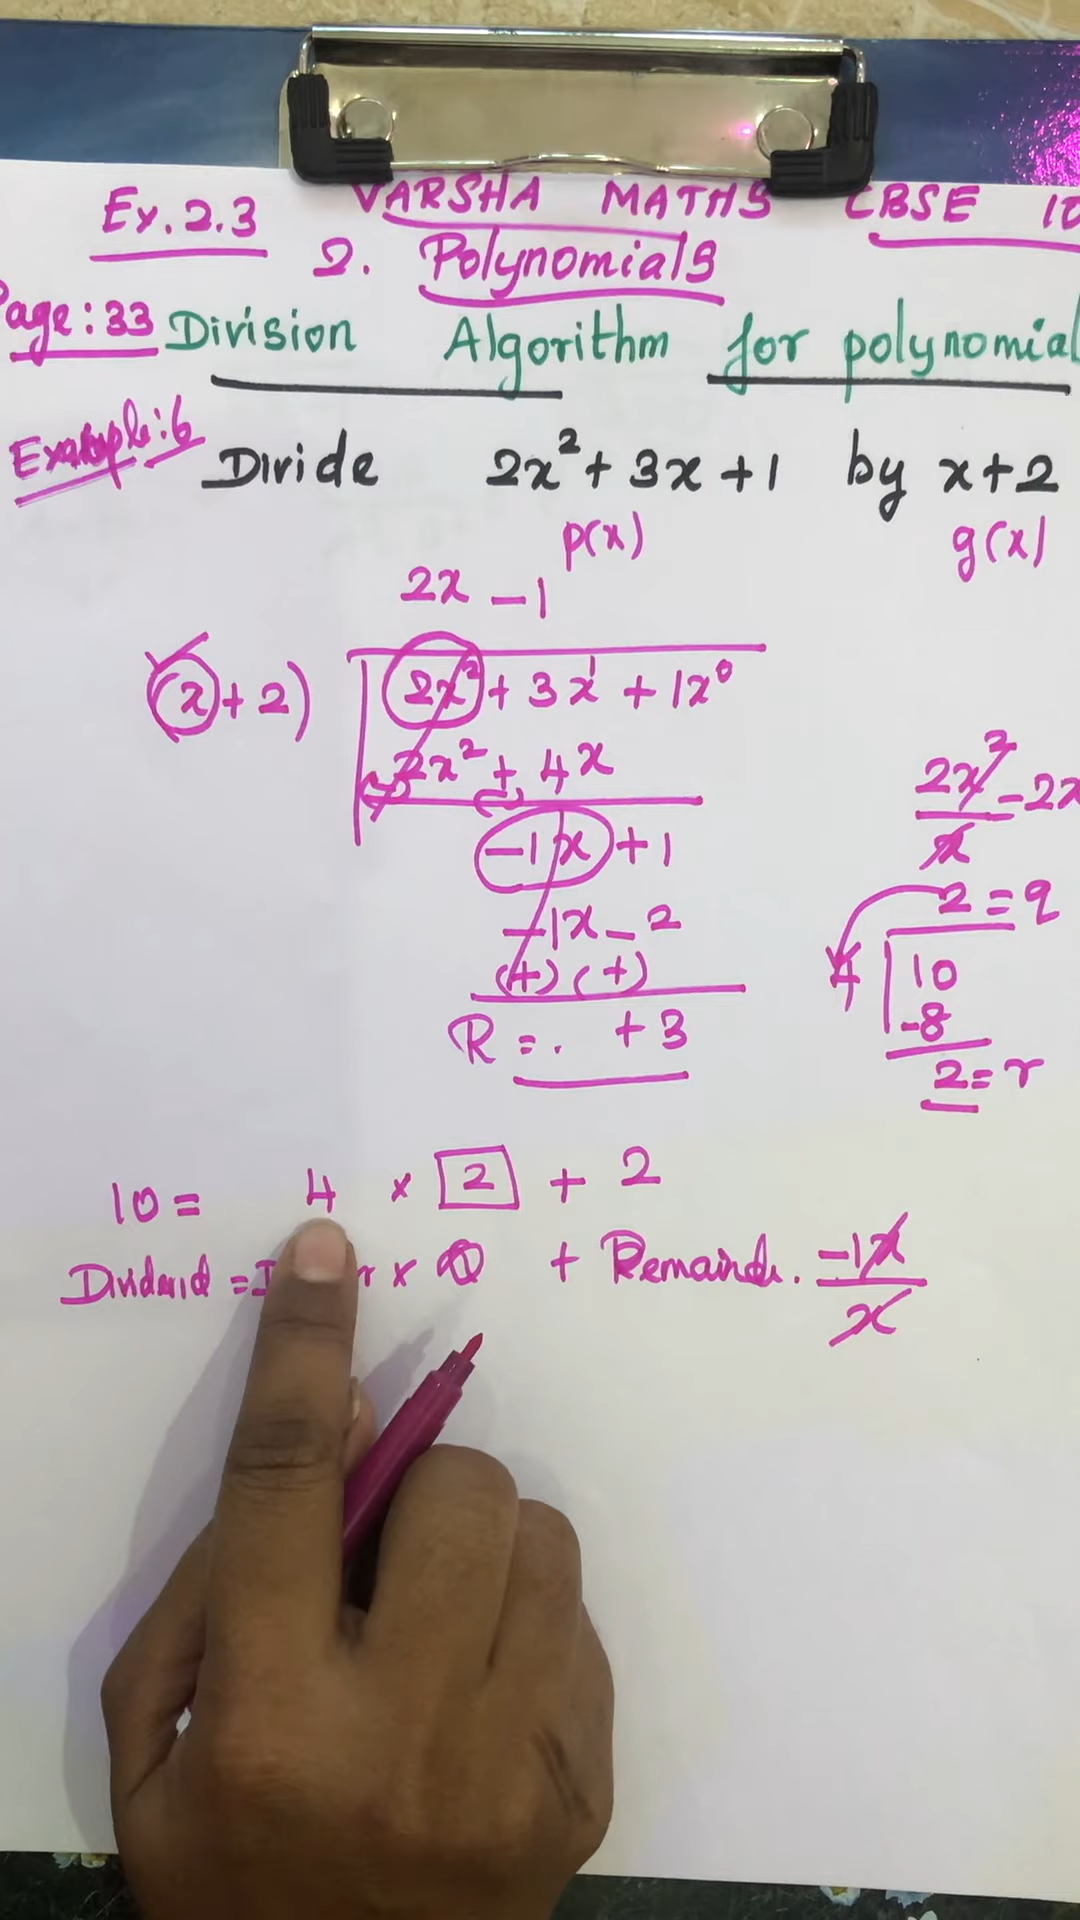 Ex.2.3 VARSHA MATHS CBSE 10
2. Polynomials
Page:33 Division Algorithm for polynomial
Example:6 Divide 2x²+3x+1 by x+2
p(x) g(x)
2x -1
x+2) 2x²+3x¹+1x⁰
2x²+4x
(-) (-)
-1x+1
-1x-2
(+) (+)
R = . +3
2x²/x -2x
2=q
4 10
-8
2=r
10= 4 × 2 + 2
Dividend = × Q + Remainde. -1x/x